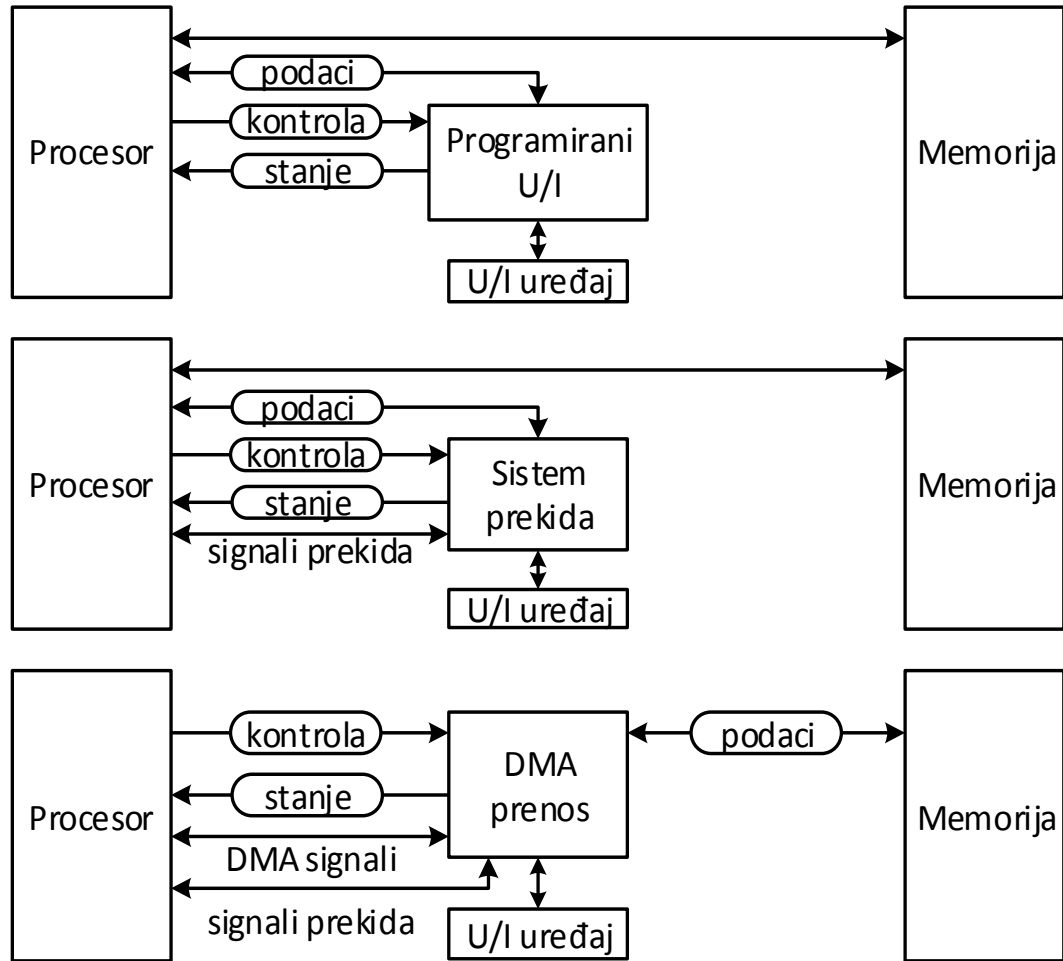 podaci
kontrola
Procesor
stanje
Programirani
U/I
Memorija
U/I uređaj
podaci
kontrola
Procesor
stanje
signali prekida
Sistem
prekida
Memorija
U/I uređaj
kontrola
podaci
Procesor
stanje
DMA
prenos
Memorija
DMA signali
signali prekida
U/I uređaj